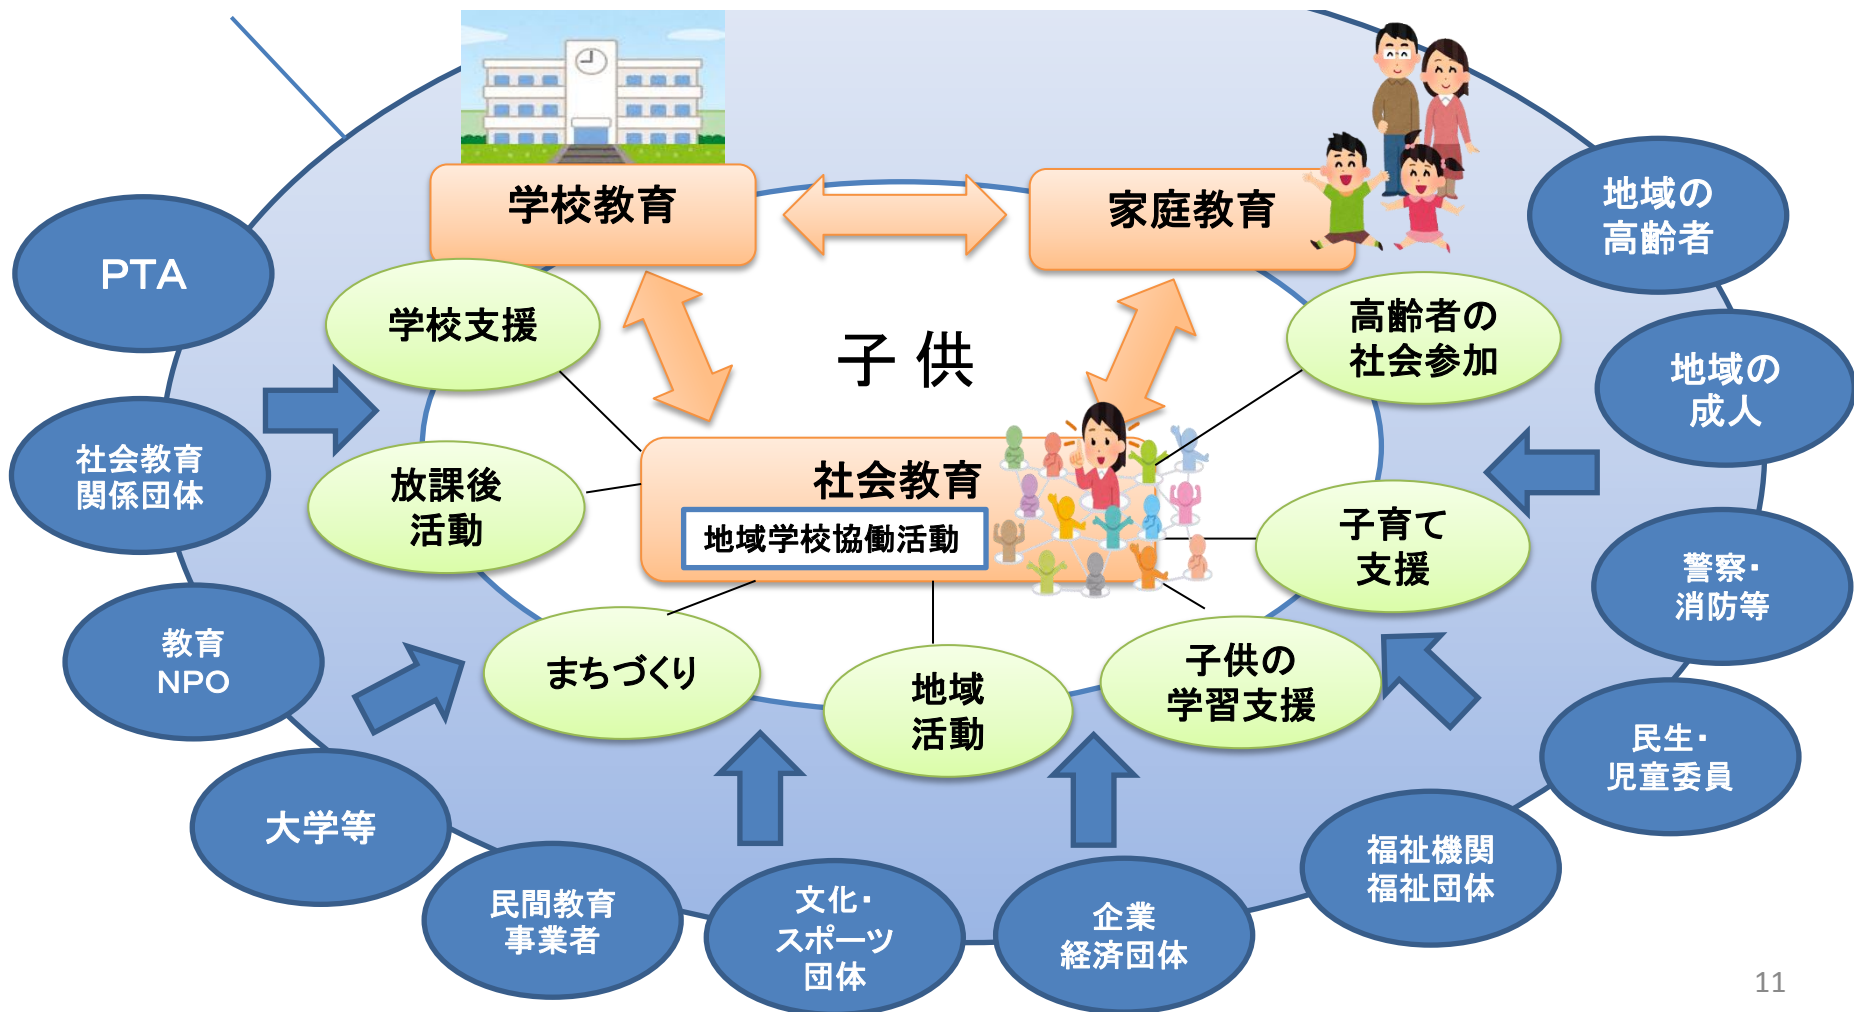 学校教育
家庭教育
地域の
高齢者
PTA
学校支援
子 供
高齢者の
社会参加
地域の
成人
社会教育
関係団体
放課後
活動
社会教育
地域学校協働活動
子育て
支援
警察・
消防等
教育
NPO
まちづくり
地域
活動
子供の
学習支援
民生・
児童委員
大学等
福祉機関
福祉団体
民間教育
事業者
文化・
スポーツ
団体
企業
経済団体
11